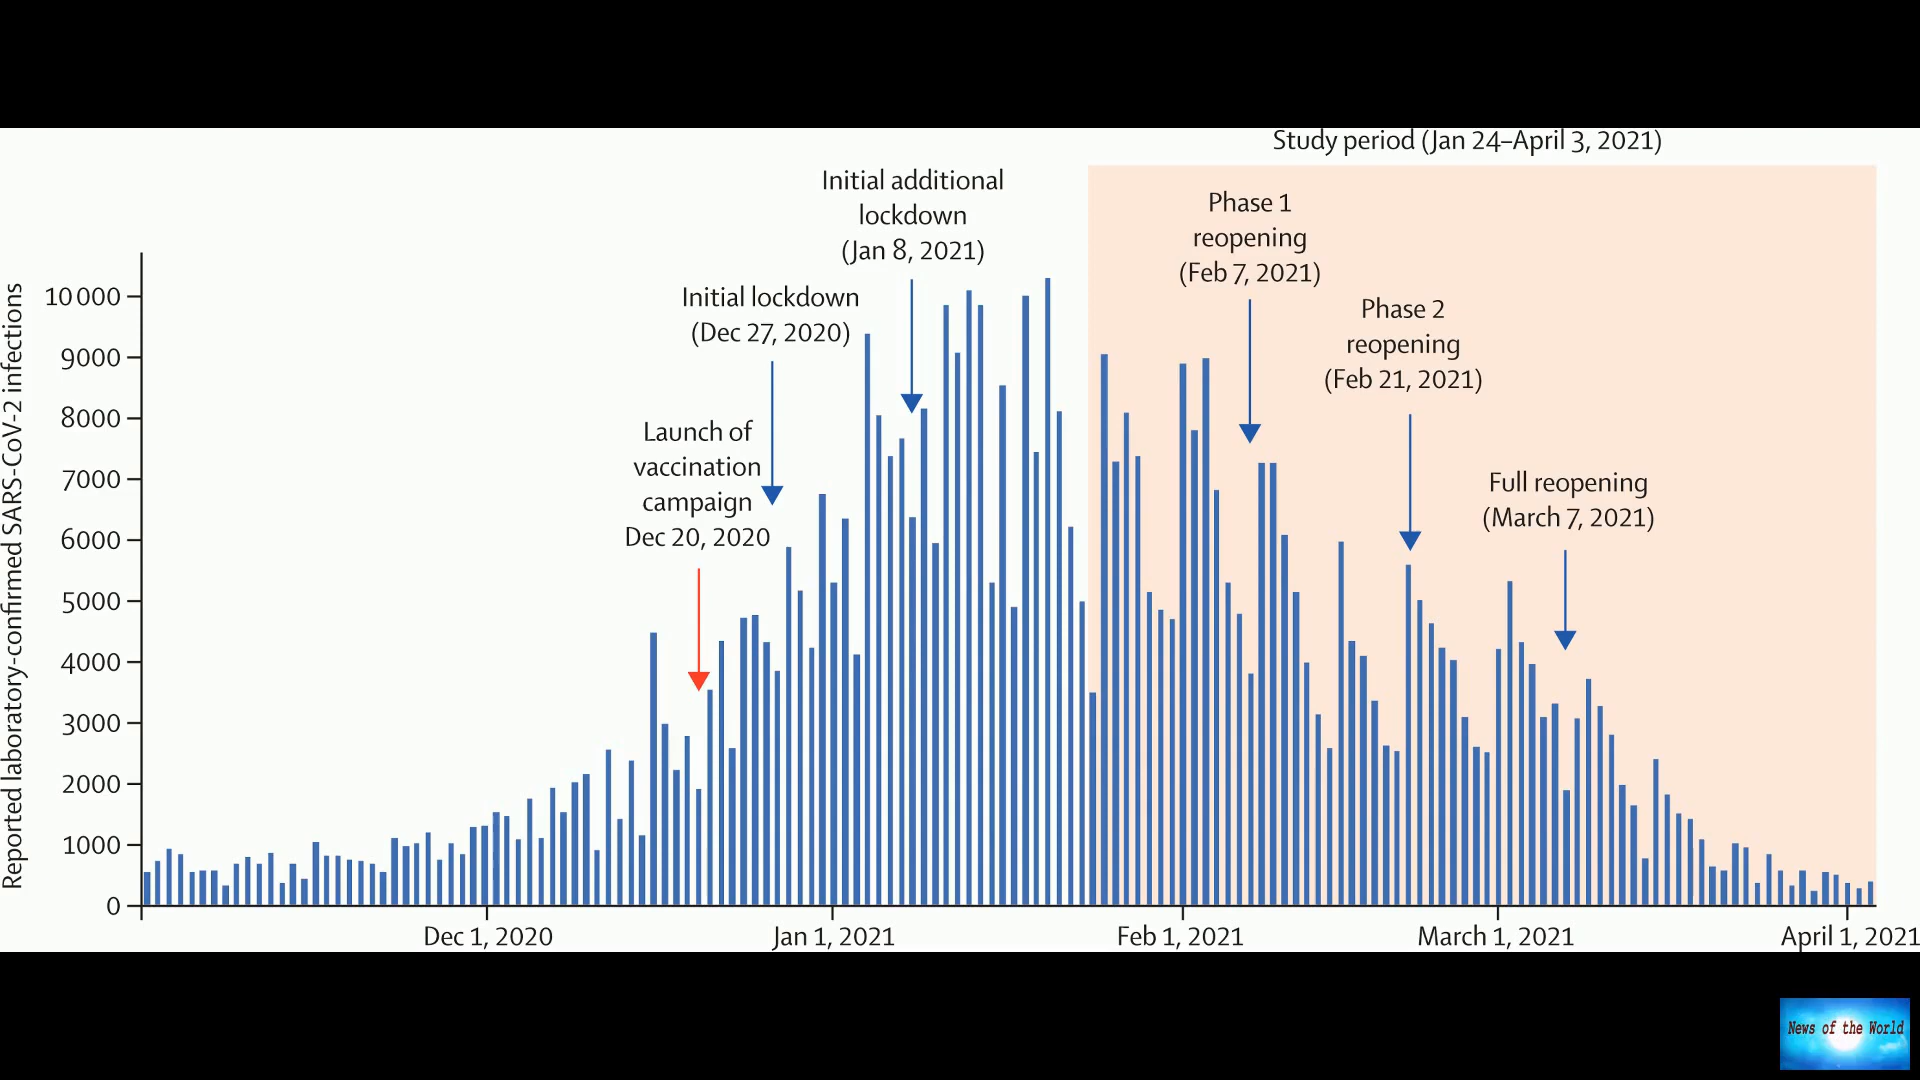 Study period (Jan 24–April 3, 2021)
Initial additional
lockdown
(Jan 8, 2021)
Phase 1
reopening
(Feb 7, 2021)
Initial lockdown
(Dec 27, 2020)
Phase 2
reopening
(Feb 21, 2021)
Launch of
vaccination
campaign
Dec 20, 2020
Full reopening
(March 7, 2021)
Reported laboratory-confirmed SARS-CoV-2 infections
10 000
9000
8000
7000
6000
5000
4000
3000
2000
1000
0
Dec 1, 2020
Jan 1, 2021
Feb 1, 2021
March 1, 2021
April 1, 2021
News of the World